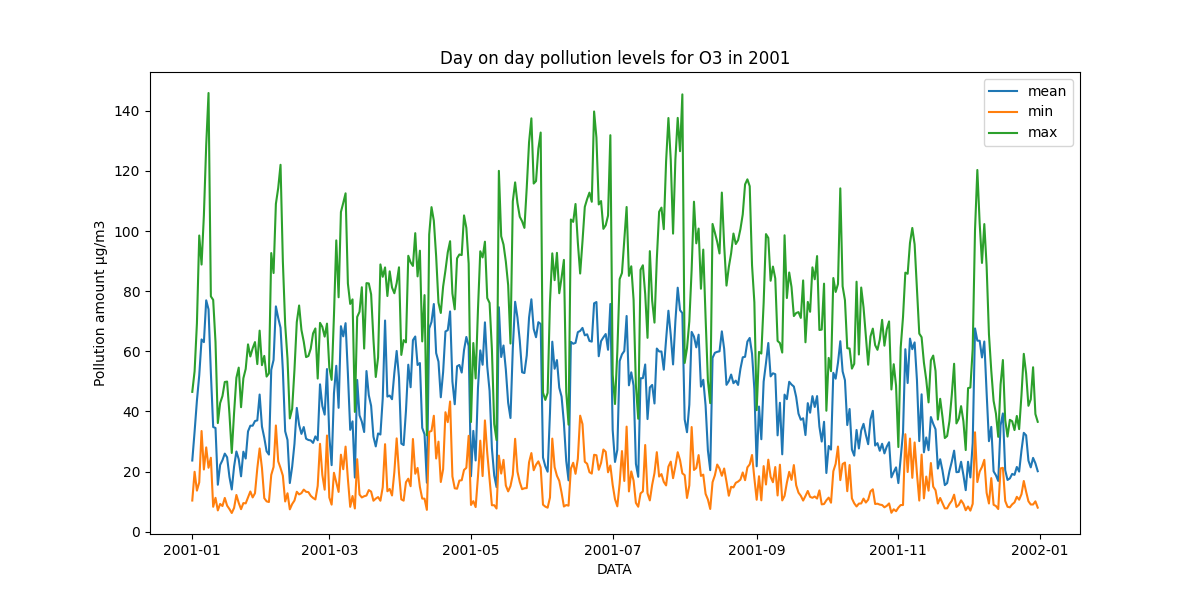 Day on day pollution levels for O3 in 2001
mean
min
max
Pollution amount µg/m3
140
120
100
80
60
40
20
0
2001-01
2001-03
2001-05
2001-07
2001-09
2001-11
2002-01
DATA